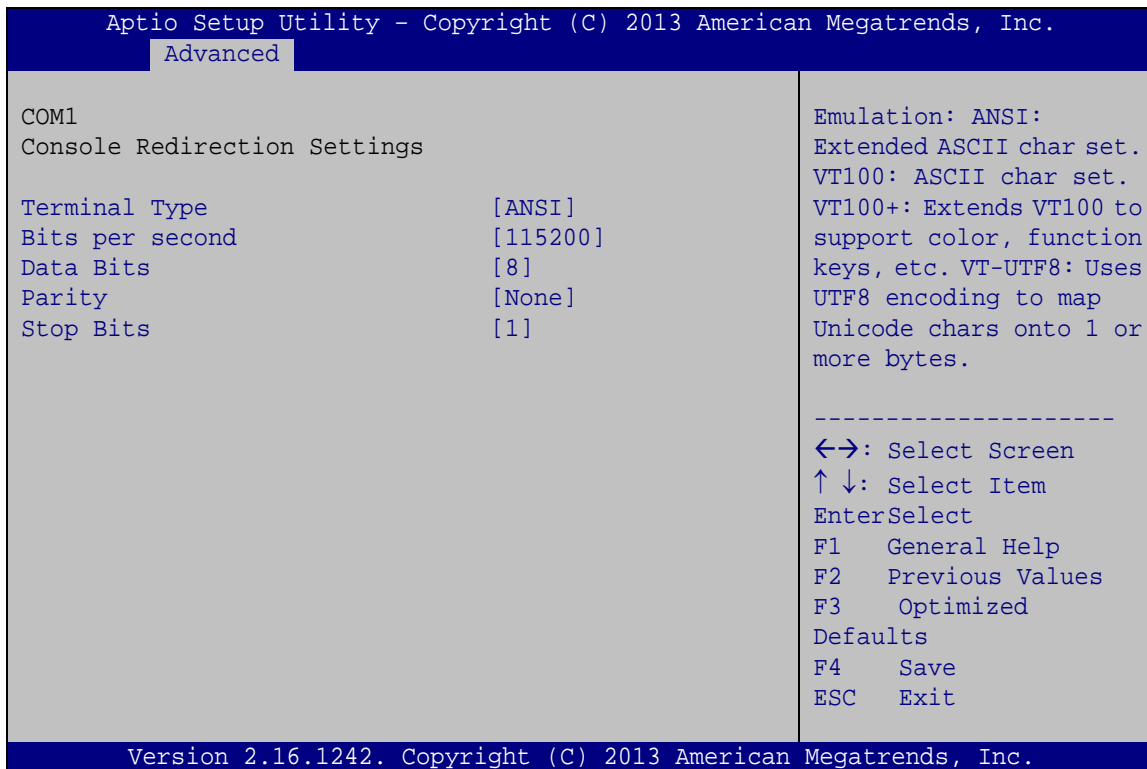 Aptio Setup Utility – Copyright (C) 2013 American Megatrends, Inc.
Advanced
COM1
Console Redirection Settings
Terminal Type [ANSI]
Bits per second [115200]
Data Bits [8]
Parity [None]
Stop Bits [1]
Emulation: ANSI:
Extended ASCII char set.
VT100: ASCII char set.
VT100+: Extends VT100 to
support color, function
keys, etc. VT-UTF8: Uses
UTF8 encoding to map
Unicode chars onto 1 or
more bytes.
---------------------
←→: Select Screen
↑ ↓: Select Item
EnterSelect
F1 General Help
F2 Previous Values
F3 Optimized
Defaults
F4 Save
ESC Exit
Version 2.16.1242. Copyright (C) 2013 American Megatrends, Inc.